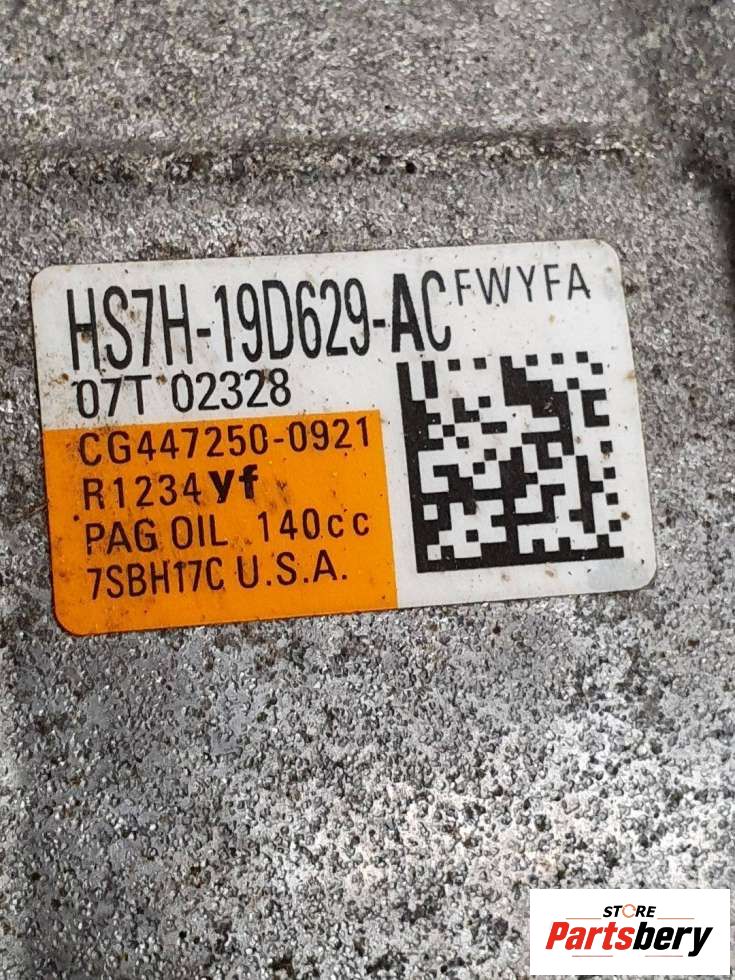 HS7H-19D629-AC FWYFA
07T 02328
CG447250-0921
R1234yf
PAG OIL 140cc
7SBH17C U.S.A.
STORE
Partsbery